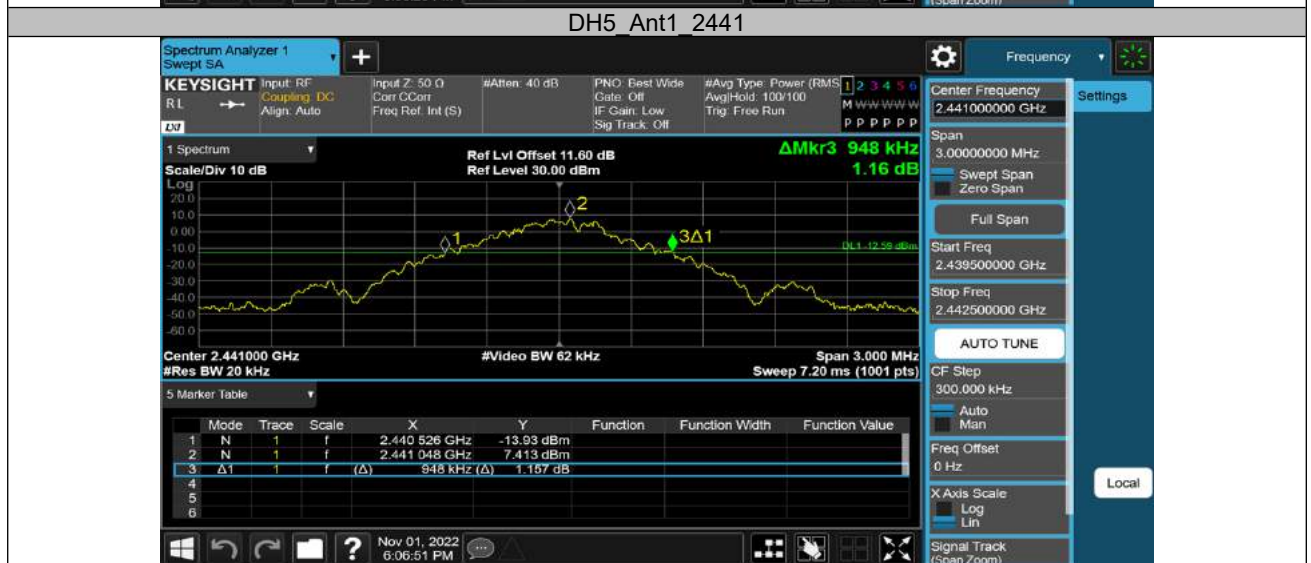 (Span Zoom)
DH5_Ant1_2441
Spectrum Analyzer 1
Swept SA
+
Frequency
KEYSIGHT
Input: RF
Input Z: 50 Ω
#Atten: 40 dB
PNO: Best Wide
#Avg Type: Power (RMS
1 2 3 4 5 6
RL
Coupling: DC
Corr CCorr
Gate: Off
Avg|Hold: 100/100
M W W W W W
Align: Auto
Freq Ref: Int (S)
IF Gain: Low
Trig: Free Run
P P P P P P
Sig Track: Off
LXI
1 Spectrum
Ref Lvl Offset 11.60 dB
ΔMkr3 948 kHz
Scale/Div 10 dB
Ref Level 30.00 dBm
1.16 dB
Log
20.0
10.0
0.00
-10.0
-20.0
-30.0
-40.0
-50.0
-60.0
1
2
3Δ1
DL1 -12.59 dBm
Center 2.441000 GHz
#Video BW 62 kHz
Span 3.000 MHz
#Res BW 20 kHz
Sweep 7.20 ms (1001 pts)
5 Marker Table
Mode Trace Scale X Y Function Function Width Function Value
1 N 1 f 2.440 526 GHz -13.93 dBm
2 N 1 f 2.441 048 GHz 7.413 dBm
3 Δ1 1 f (Δ) 948 kHz (Δ) 1.157 dB
4
5
6
Nov 01, 2022
6:06:51 PM
?
Center Frequency
2.441000000 GHz
Settings
Span
3.00000000 MHz
Swept Span
Zero Span
Full Span
Start Freq
2.439500000 GHz
Stop Freq
2.442500000 GHz
AUTO TUNE
CF Step
300.000 kHz
Auto
Man
Freq Offset
0 Hz
Local
X Axis Scale
Log
Lin
Signal Track
(Span Zoom)